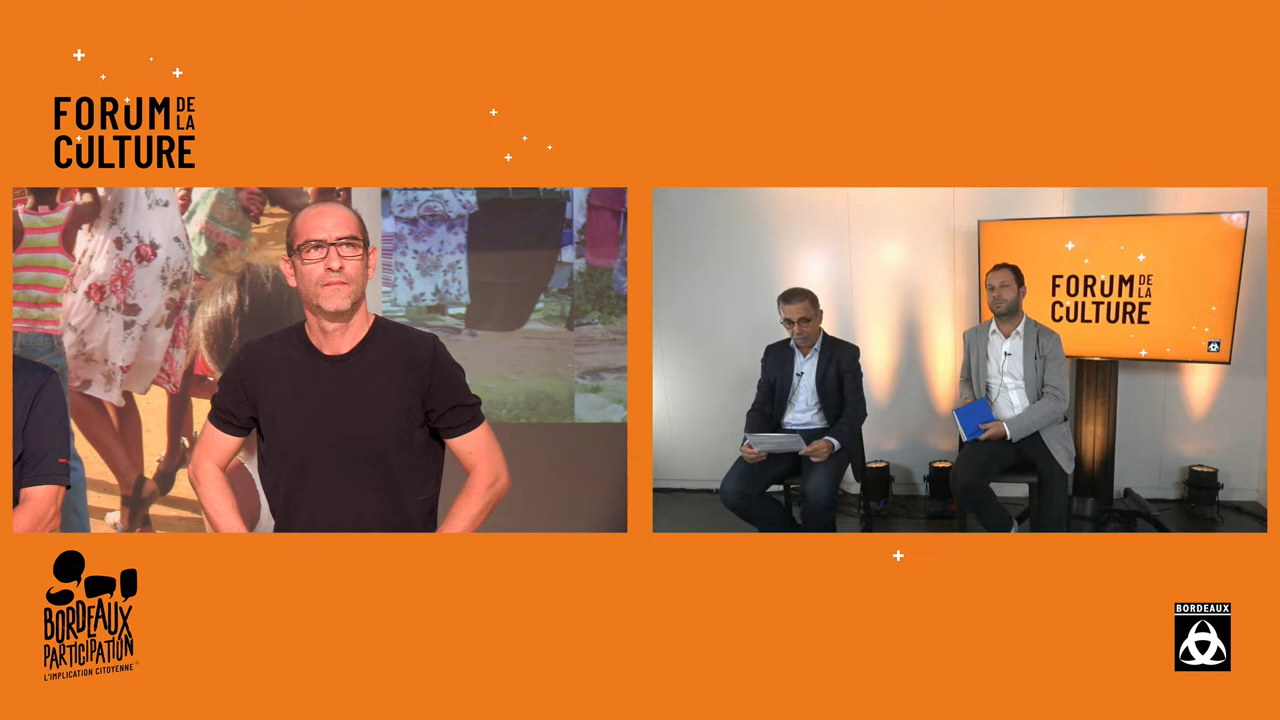 FORUM DE LA
CULTURE
FORUM DE LA
CULTURE
BORDEAUX
PARTICIPATION
L'IMPLICATION CITOYENNE
BORDEAUX